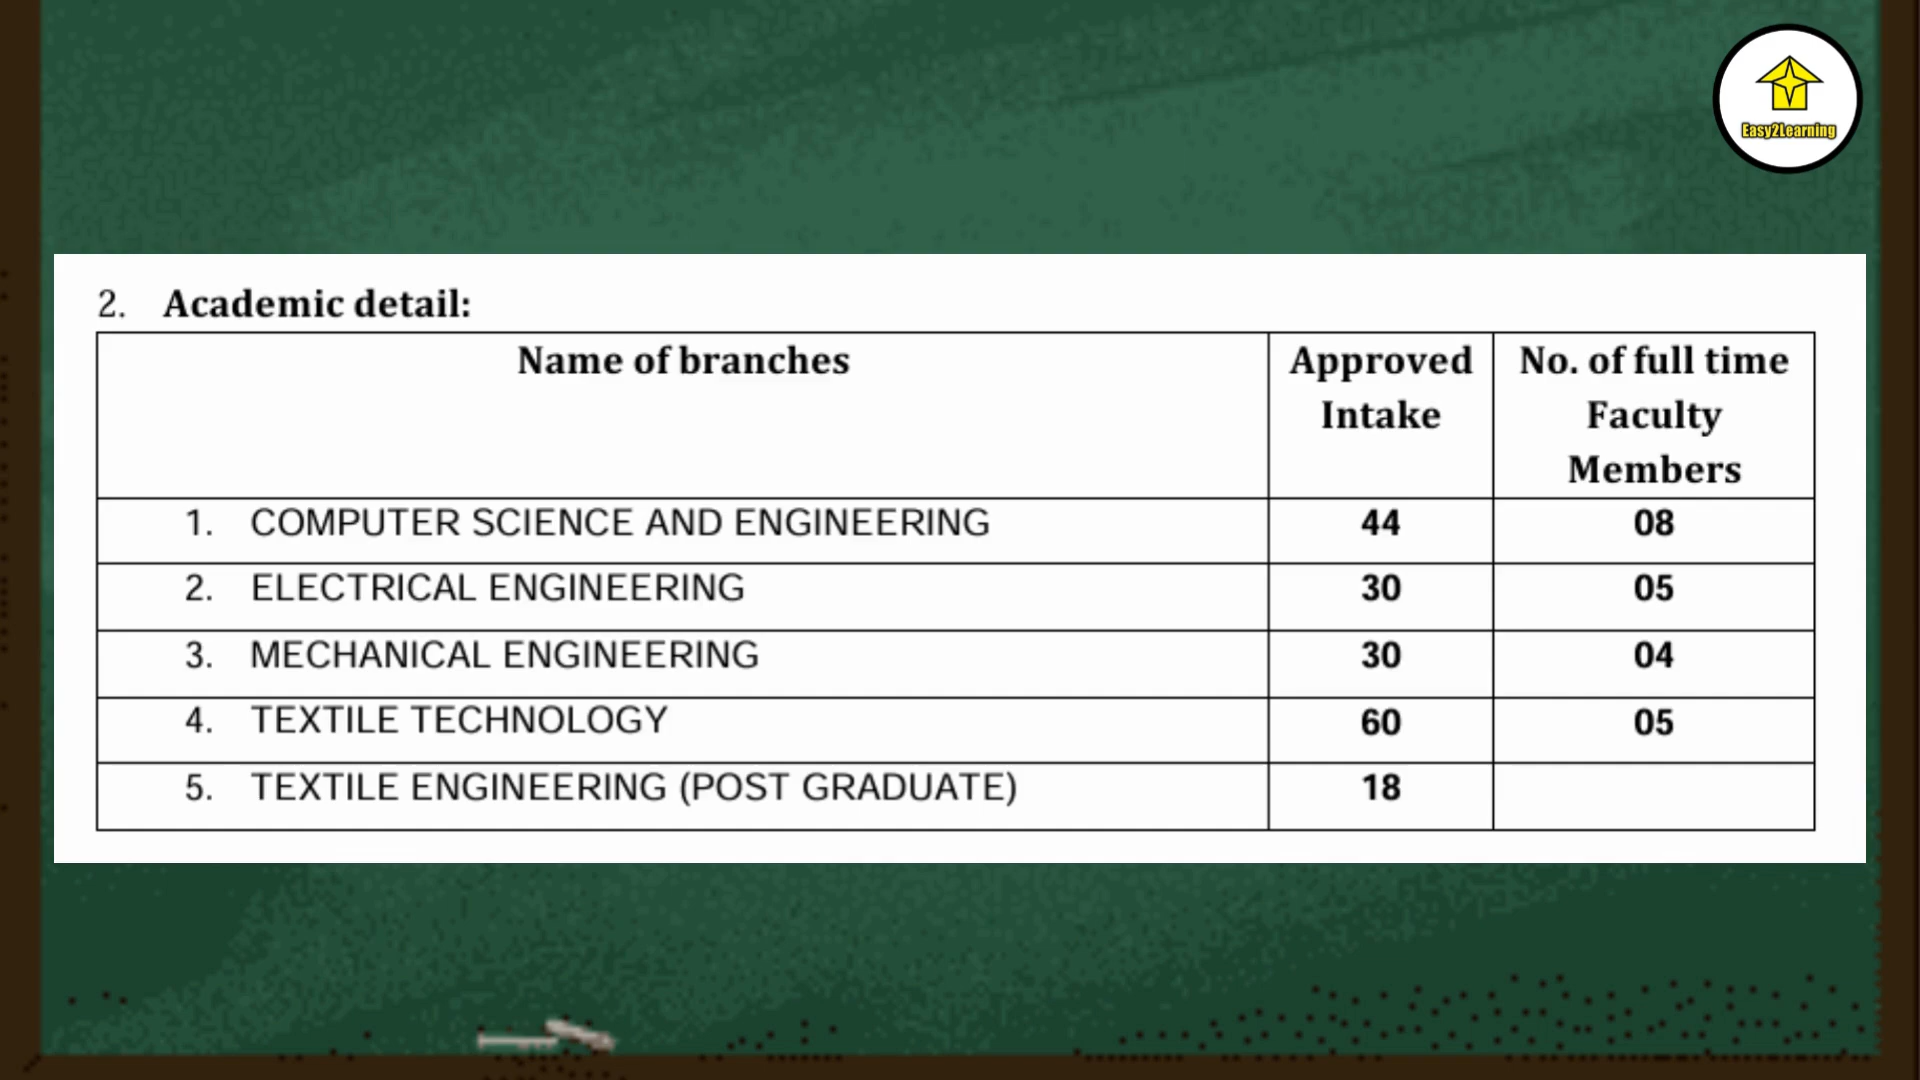 Easy2Learning
2. Academic detail:
Name of branches Approved Intake No. of full time Faculty Members
1. COMPUTER SCIENCE AND ENGINEERING 44 08
2. ELECTRICAL ENGINEERING 30 05
3. MECHANICAL ENGINEERING 30 04
4. TEXTILE TECHNOLOGY 60 05
5. TEXTILE ENGINEERING (POST GRADUATE) 18